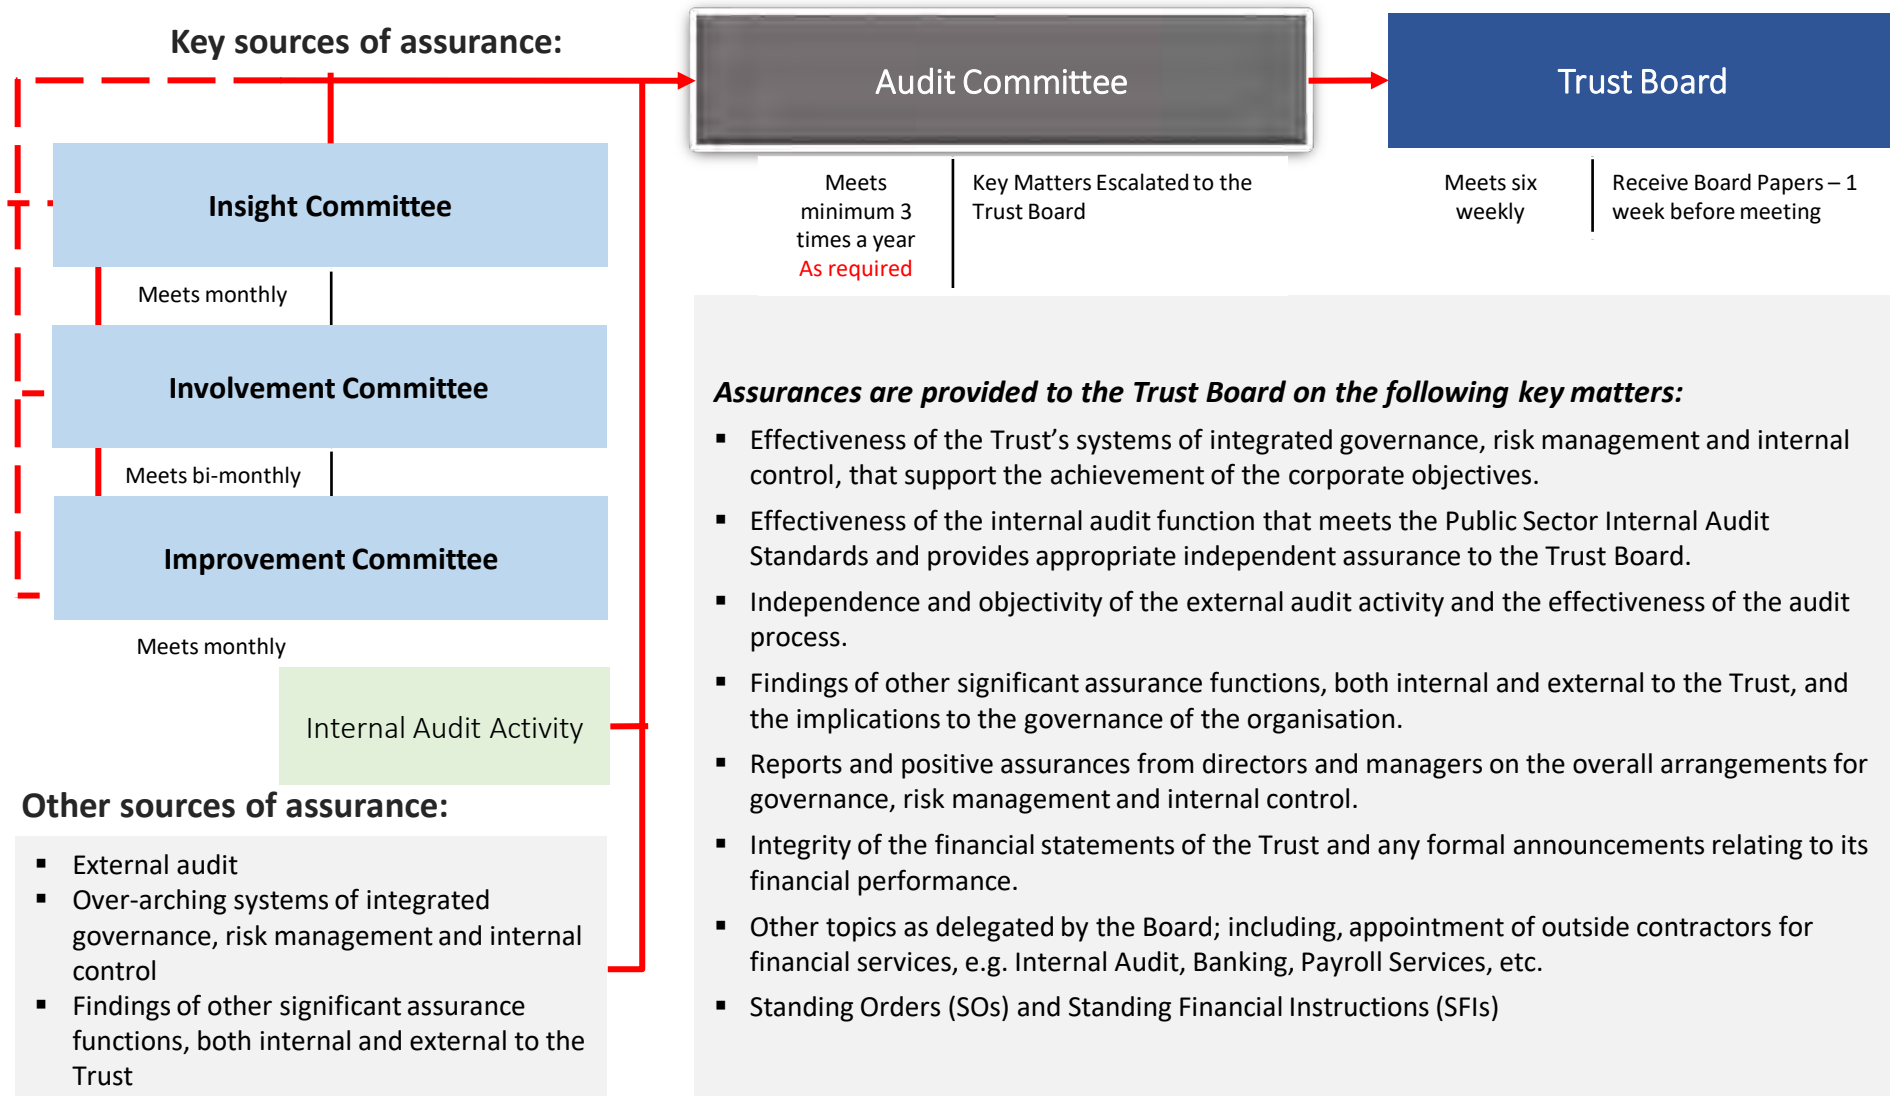 Key sources of assurance:
Insight Committee
Meets monthly
Involvement Committee
Meets bi-monthly
Improvement Committee
Meets monthly
Internal Audit Activity
Other sources of assurance:
▪ External audit
▪ Over-arching systems of integrated
governance, risk management and internal
control
▪ Findings of other significant assurance
functions, both internal and external to the
Trust
Audit Committee
Meets
minimum 3
times a year
As required
Key Matters Escalated to the
Trust Board
Trust Board
Meets six
weekly
Receive Board Papers – 1
week before meeting
Assurances are provided to the Trust Board on the following key matters:
▪ Effectiveness of the Trust’s systems of integrated governance, risk management and internal
control, that support the achievement of the corporate objectives.
▪ Effectiveness of the internal audit function that meets the Public Sector Internal Audit
Standards and provides appropriate independent assurance to the Trust Board.
▪ Independence and objectivity of the external audit activity and the effectiveness of the audit
process.
▪ Findings of other significant assurance functions, both internal and external to the Trust, and
the implications to the governance of the organisation.
▪ Reports and positive assurances from directors and managers on the overall arrangements for
governance, risk management and internal control.
▪ Integrity of the financial statements of the Trust and any formal announcements relating to its
financial performance.
▪ Other topics as delegated by the Board; including, appointment of outside contractors for
financial services, e.g. Internal Audit, Banking, Payroll Services, etc.
▪ Standing Orders (SOs) and Standing Financial Instructions (SFIs)